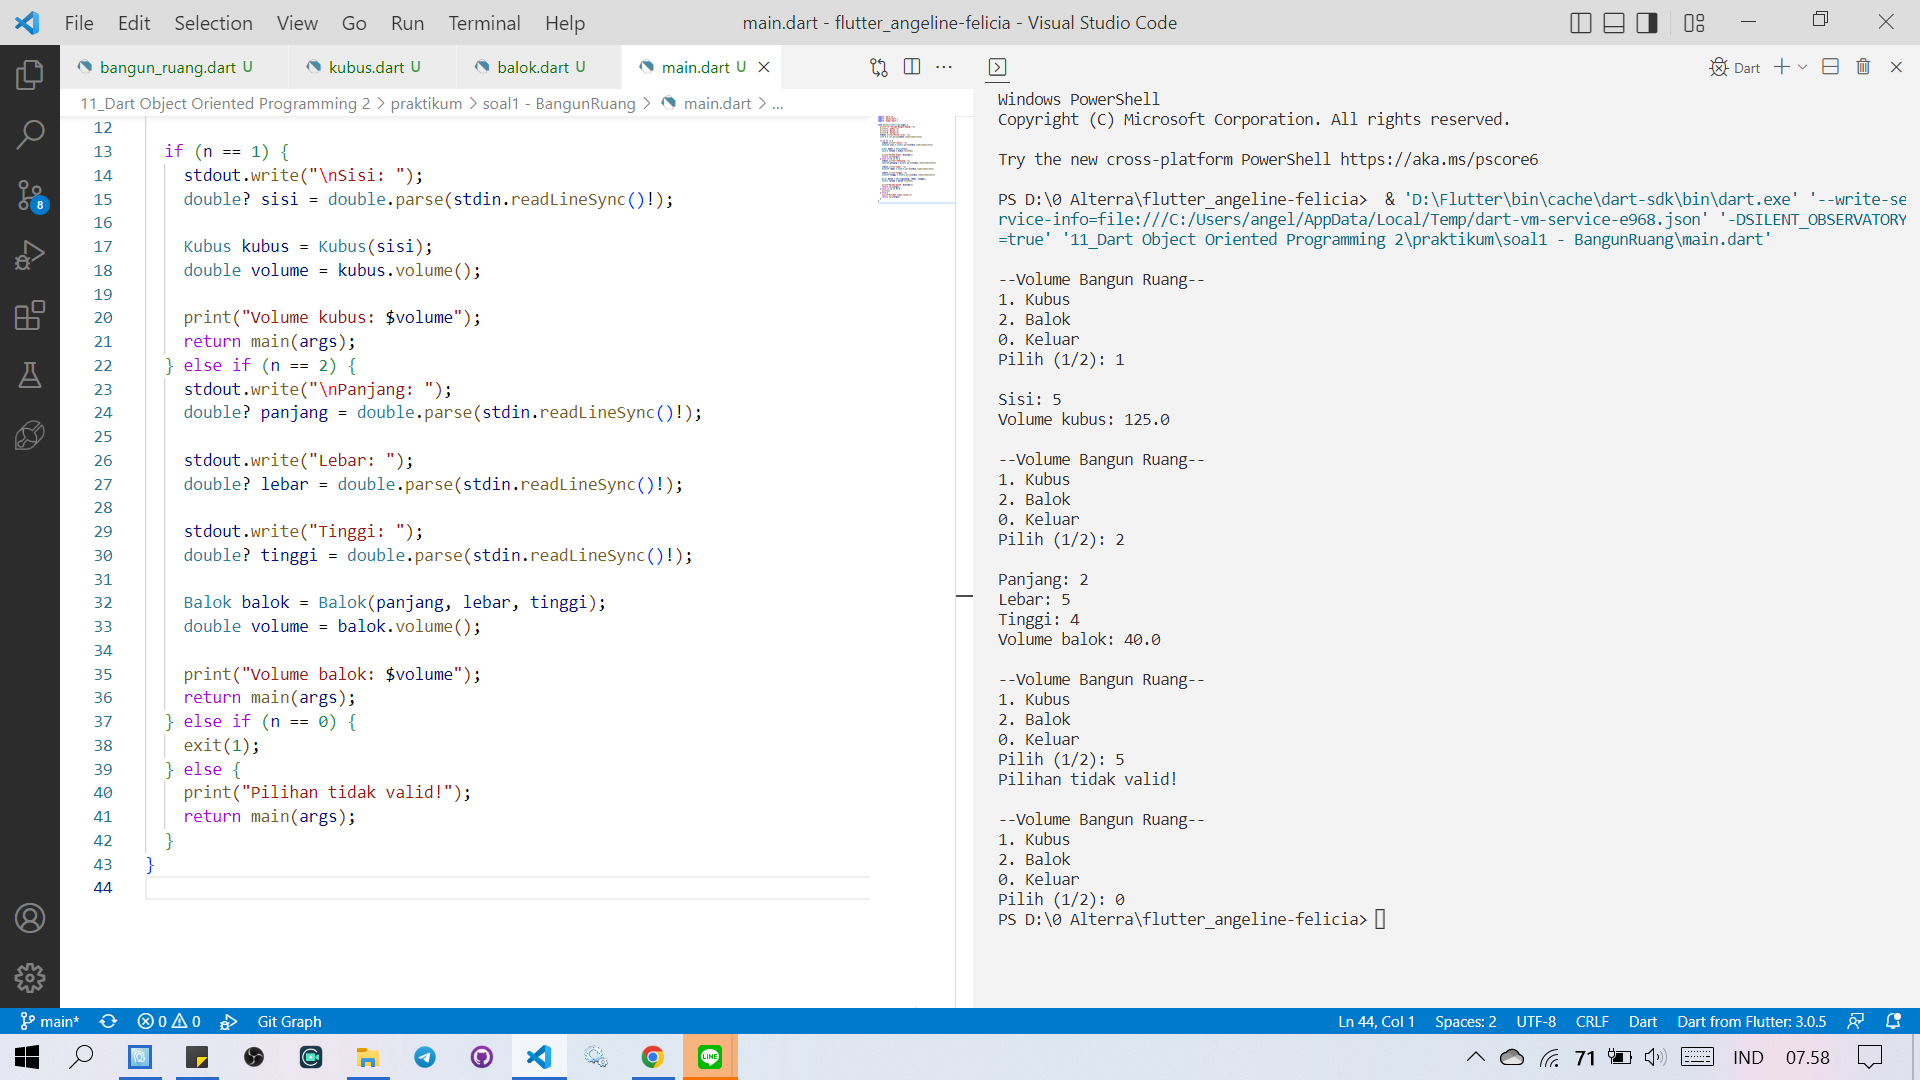 File Edit Selection View Go Run Terminal Help
main.dart - flutter_angeline-felicia - Visual Studio Code
bangun_ruang.dart U
kubus.dart U
balok.dart U
main.dart U
11_Dart Object Oriented Programming 2 > praktikum > soal1 - BangunRuang > main.dart > ...
12
13 if (n == 1) {
14 stdout.write("\nSisi: ");
15 double? sisi = double.parse(stdin.readLineSync()!);
16
17 Kubus kubus = Kubus(sisi);
18 double volume = kubus.volume();
19
20 print("Volume kubus: $volume");
21 return main(args);
22 } else if (n == 2) {
23 stdout.write("\nPanjang: ");
24 double? panjang = double.parse(stdin.readLineSync()!);
25
26 stdout.write("Lebar: ");
27 double? lebar = double.parse(stdin.readLineSync()!);
28
29 stdout.write("Tinggi: ");
30 double? tinggi = double.parse(stdin.readLineSync()!);
31
32 Balok balok = Balok(panjang, lebar, tinggi);
33 double volume = balok.volume();
34
35 print("Volume balok: $volume");
36 return main(args);
37 } else if (n == 0) {
38 exit(1);
39 } else {
40 print("Pilihan tidak valid!");
41 return main(args);
42 }
43 }
44
Dart
Windows PowerShell
Copyright (C) Microsoft Corporation. All rights reserved.
Try the new cross-platform PowerShell https://aka.ms/pscore6
PS D:\0 Alterra\flutter_angeline-felicia> & 'D:\Flutter\bin\cache\dart-sdk\bin\dart.exe' '--write-se
rvice-info=file:///C:/Users/angel/AppData/Local/Temp/dart-vm-service-e968.json' '-DSILENT_OBSERVATORY
=true' '11_Dart Object Oriented Programming 2\praktikum\soal1 - BangunRuang\main.dart'
--Volume Bangun Ruang--
1. Kubus
2. Balok
0. Keluar
Pilih (1/2): 1
Sisi: 5
Volume kubus: 125.0
--Volume Bangun Ruang--
1. Kubus
2. Balok
0. Keluar
Pilih (1/2): 2
Panjang: 2
Lebar: 5
Tinggi: 4
Volume balok: 40.0
--Volume Bangun Ruang--
1. Kubus
2. Balok
0. Keluar
Pilih (1/2): 5
Pilihan tidak valid!
--Volume Bangun Ruang--
1. Kubus
2. Balok
0. Keluar
Pilih (1/2): 0
PS D:\0 Alterra\flutter_angeline-felicia>
8
main* 0 0 Git Graph
Ln 44, Col 1 Spaces: 2 UTF-8 CRLF Dart Dart from Flutter: 3.0.5
LINE
71 IND 07.58